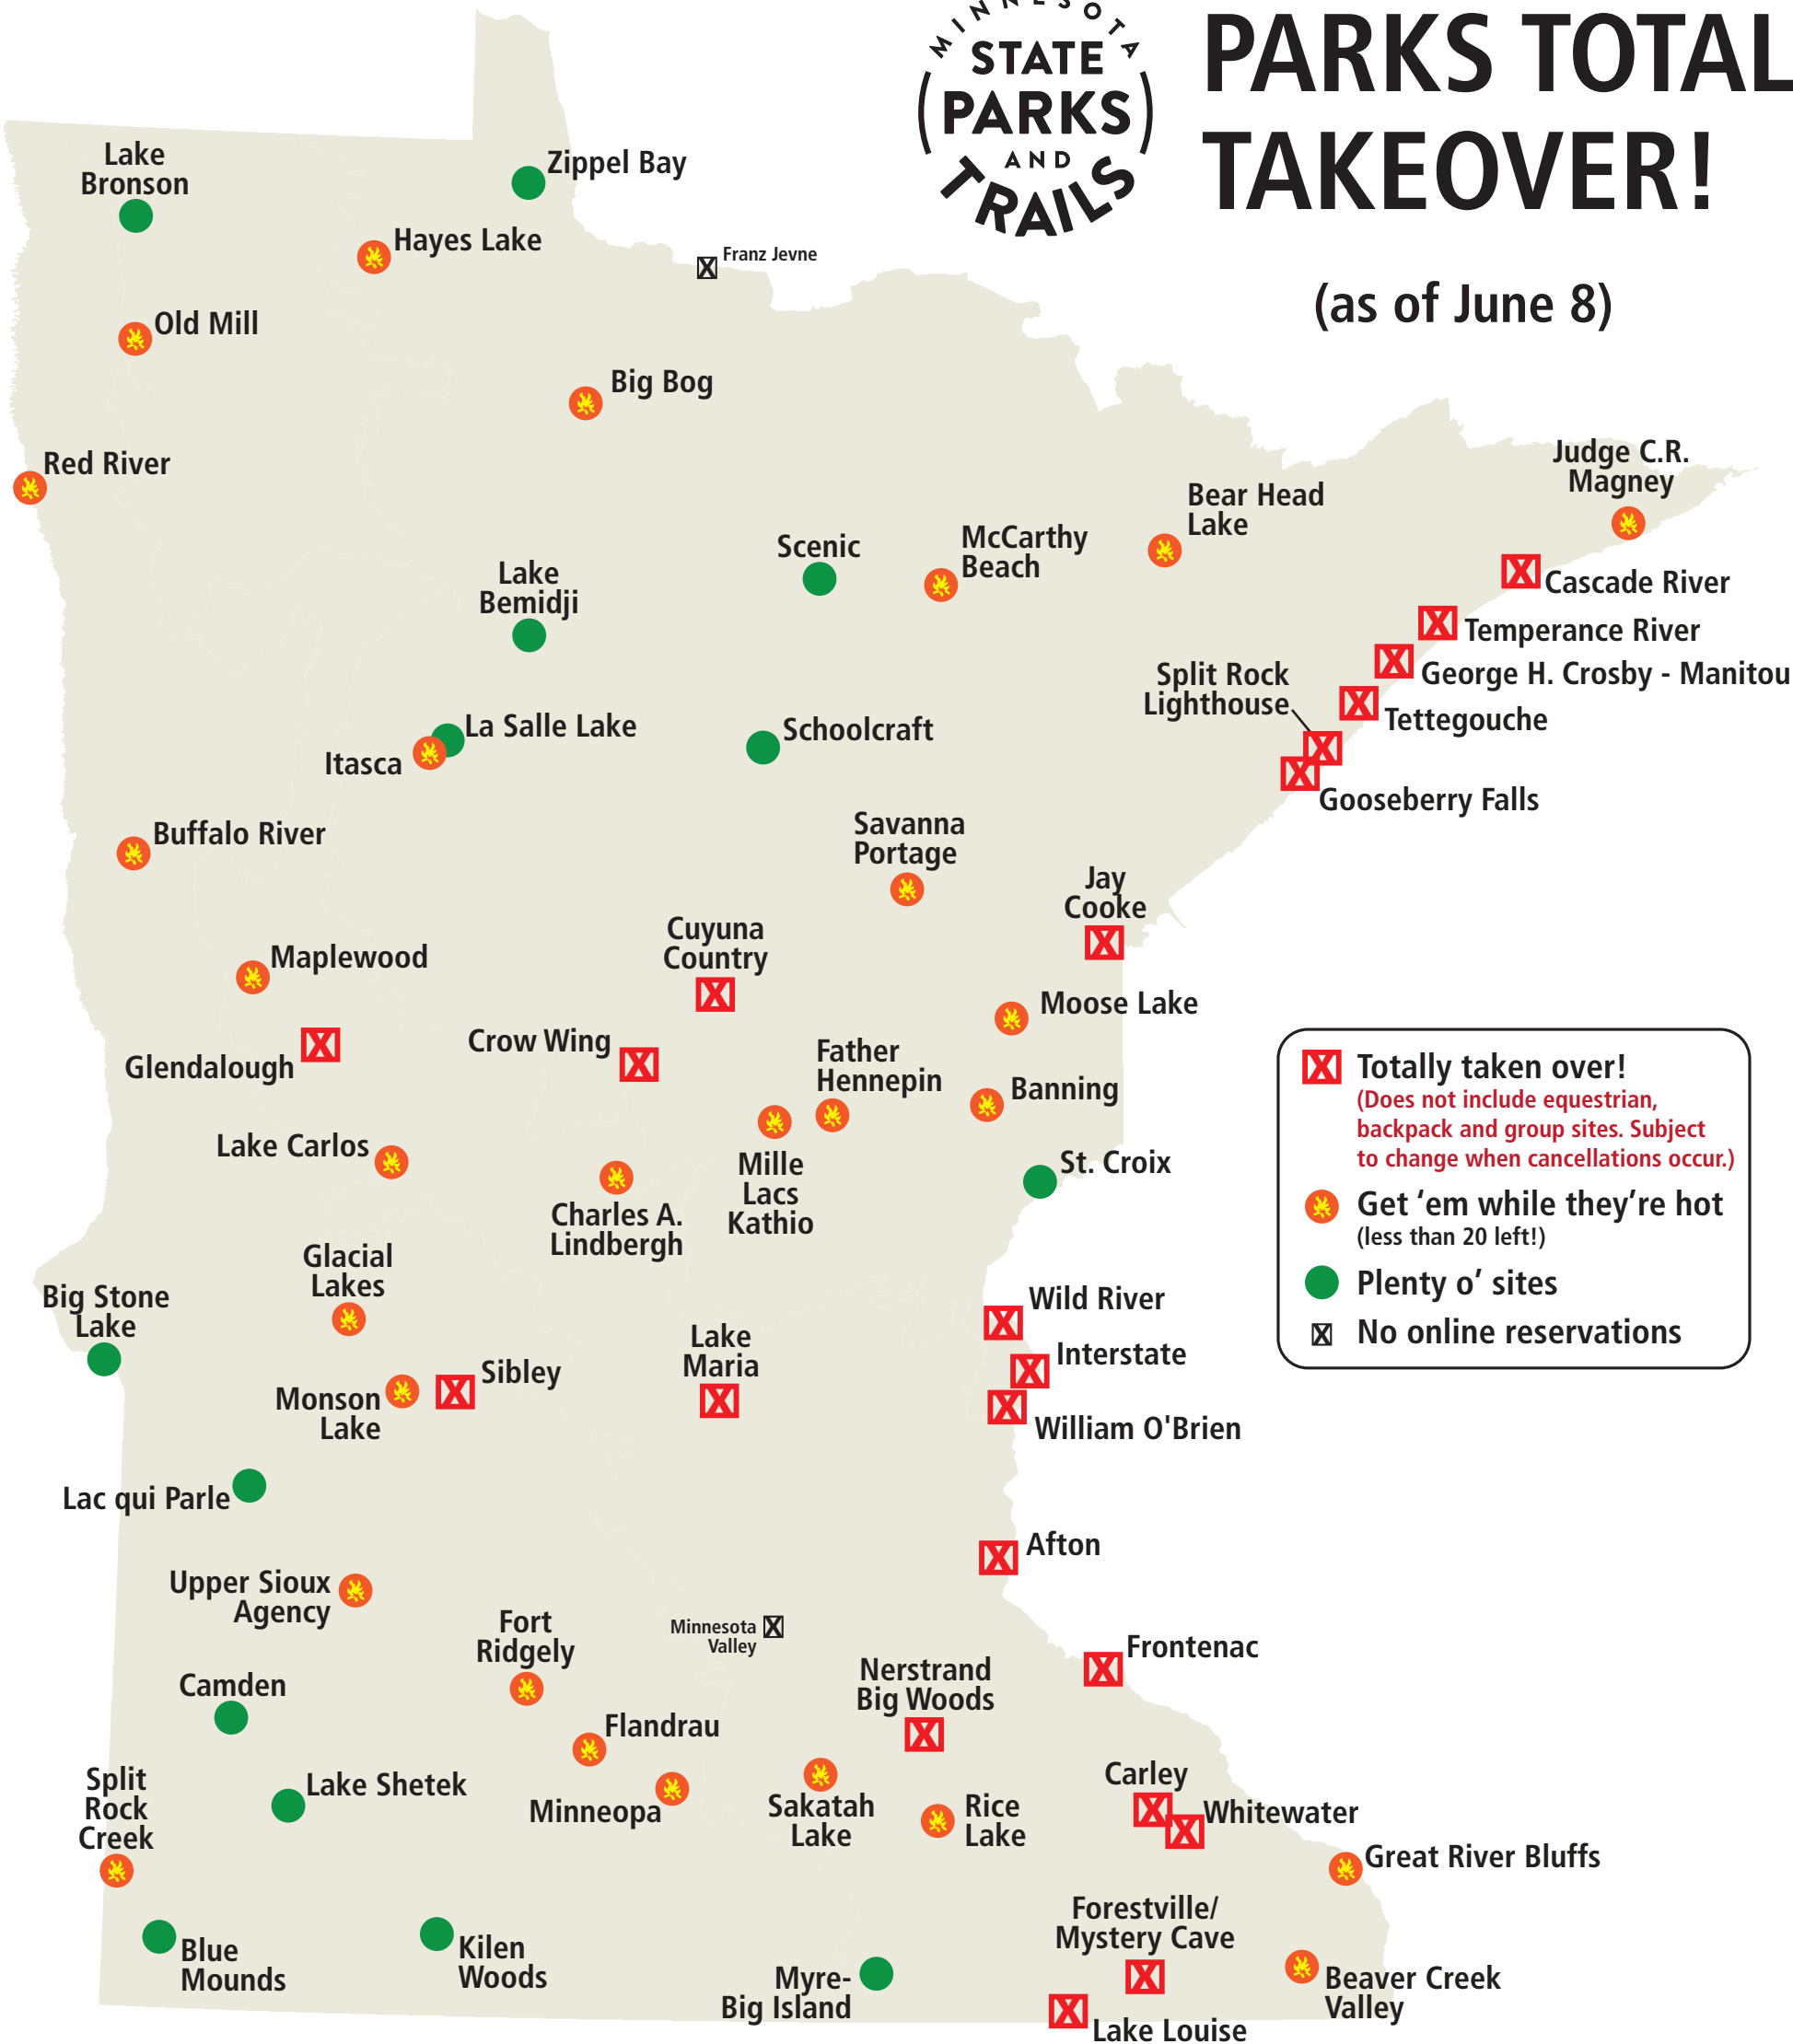 MINNESOTA
STATE
PARKS
AND
TRAILS
PARKS TOTAL
TAKEOVER!
(as of June 8)
Lake
Bronson
Zippel Bay
Hayes Lake
Franz Jevne
Old Mill
Big Bog
Red River
Judge C.R.
Magney
Bear Head
Lake
McCarthy
Beach
Scenic
Lake
Bemidji
Cascade River
Temperance River
George H. Crosby - Manitou
Split Rock
Lighthouse
Tettegouche
Gooseberry Falls
La Salle Lake
Itasca
Schoolcraft
Buffalo River
Savanna
Portage
Jay
Cooke
Cuyuna
Country
Maplewood
Moose Lake
Glendalough
Crow Wing
Father
Hennepin
Banning
Lake Carlos
Mille
Lacs
Kathio
St. Croix
Charles A.
Lindbergh
Glacial
Lakes
Big Stone
Lake
Wild River
Lake
Maria
Interstate
Sibley
Monson
Lake
William O'Brien
Lac qui Parle
Afton
Upper Sioux
Agency
Fort
Ridgely
Minnesota
Valley
Frontenac
Nerstrand
Big Woods
Camden
Flandrau
Split
Rock
Creek
Lake Shetek
Minneopa
Sakatah
Lake
Rice
Lake
Carley
Whitewater
Great River Bluffs
Forestville/
Mystery Cave
Blue
Mounds
Kilen
Woods
Myre-
Big Island
Beaver Creek
Valley
Lake Louise
Totally taken over!
(Does not include equestrian,
backpack and group sites. Subject
to change when cancellations occur.)
Get ‘em while they’re hot
(less than 20 left!)
Plenty o’ sites
No online reservations